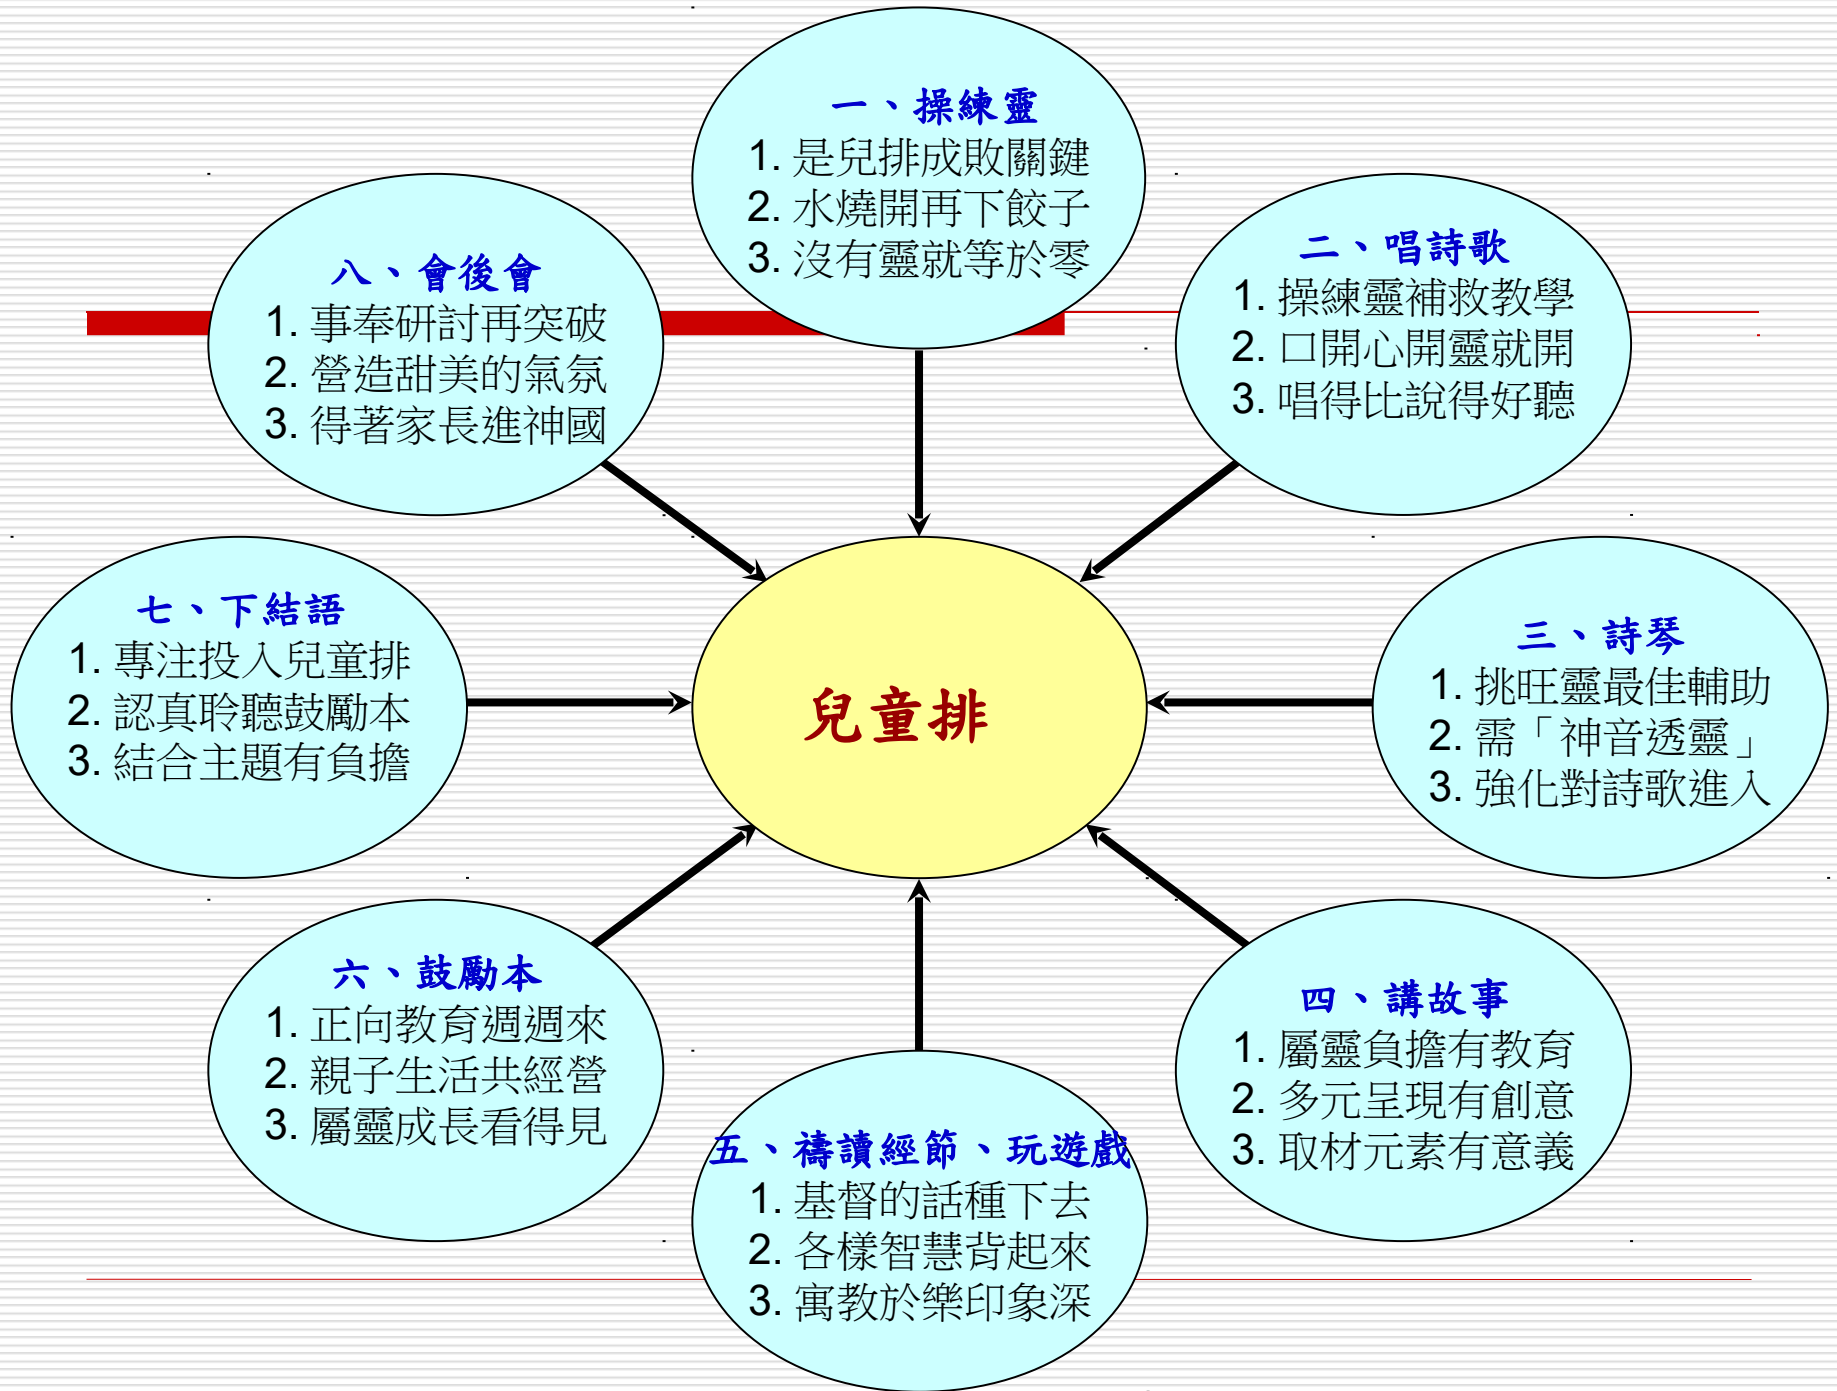 一、操練靈
1. 是兒排成敗關鍵
2. 水燒開再下餃子
3. 沒有靈就等於零
二、唱詩歌
1. 操練靈補救教學
2. 口開心開靈就開
3. 唱得比說得好聽
三、詩琴
1. 挑旺靈最佳輔助
2. 需「神音透靈」
3. 強化對詩歌進入
四、講故事
1. 屬靈負擔有教育
2. 多元呈現有創意
3. 取材元素有意義
五、禱讀經節、玩遊戲
1. 基督的話種下去
2. 各樣智慧背起來
3. 寓教於樂印象深
六、鼓勵本
1. 正向教育週週來
2. 親子生活共經營
3. 屬靈成長看得見
七、下結語
1. 專注投入兒童排
2. 認真聆聽鼓勵本
3. 結合主題有負擔
八、會後會
1. 事奉研討再突破
2. 營造甜美的氣氛
3. 得著家長進神國
兒童排